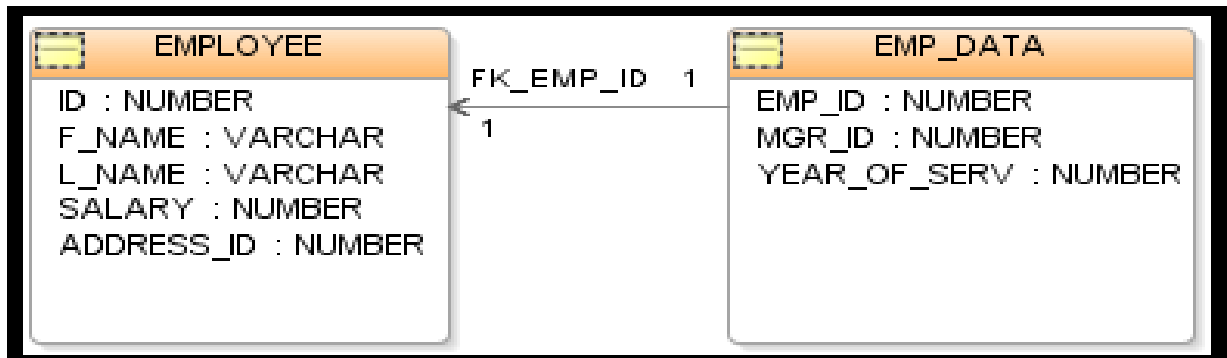 EMPLOYEE
ID : NUMBER
F_NAME : VARCHAR
L_NAME : VARCHAR
SALARY : NUMBER
ADDRESS_ID : NUMBER
FK_EMP_ID 1
1
EMP_DATA
EMP_ID : NUMBER
MGR_ID : NUMBER
YEAR_OF_SERV : NUMBER